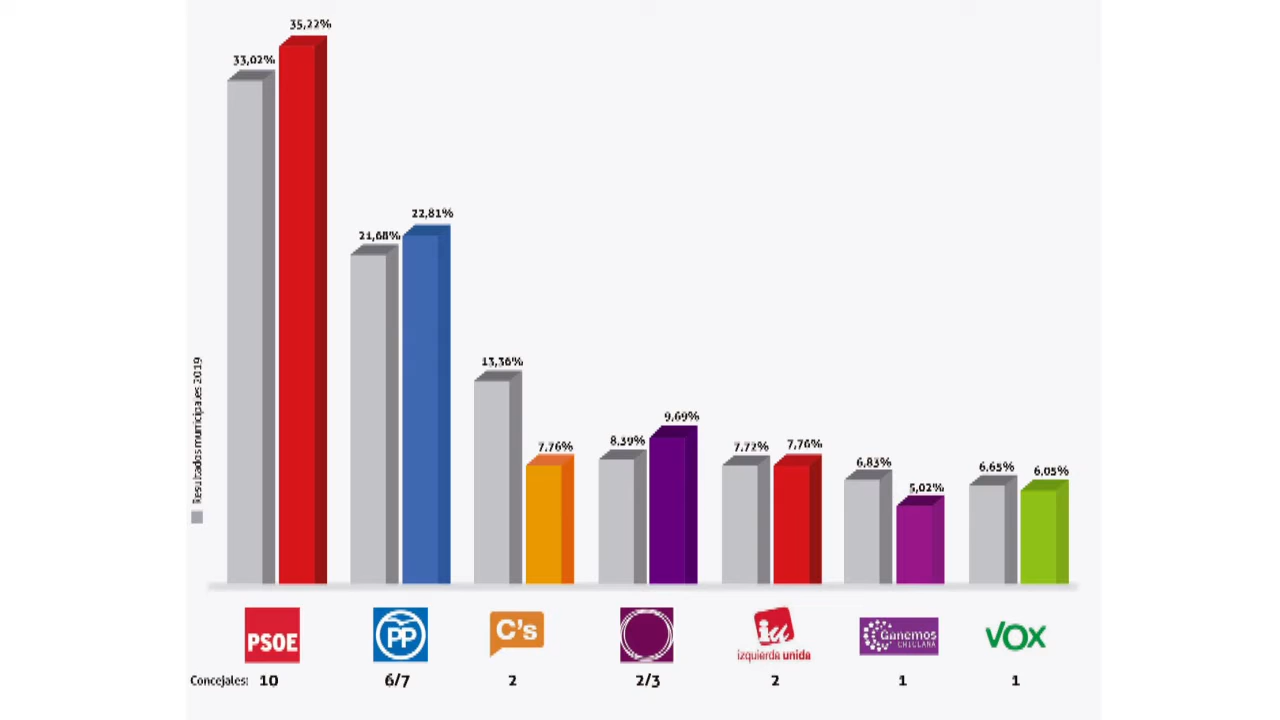 35,22%
33,02%
22,81%
21,68%
13,36%
7,76%
8,39%
9,69%
7,72%
7,76%
6,83%
5,02%
6,65%
6,05%
Resultados municipales 2019
PSOE
PP
C's
iu
izquierda unida
Ganemos
CHICLANA
VOX
Concejales: 10 6/7 2 2/3 2 1 1